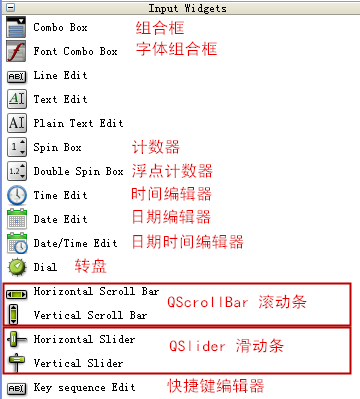 Input Widgets
Combo Box 组合框
Font Combo Box 字体组合框
Line Edit
Text Edit
Plain Text Edit
Spin Box 计数器
Double Spin Box 浮点计数器
Time Edit 时间编辑器
Date Edit 日期编辑器
Date/Time Edit 日期时间编辑器
Dial 转盘
Horizontal Scroll Bar
QScrollBar 滚动条
Vertical Scroll Bar
Horizontal Slider
QSlider 滑动条
Vertical Slider
Key sequence Edit 快捷键编辑器